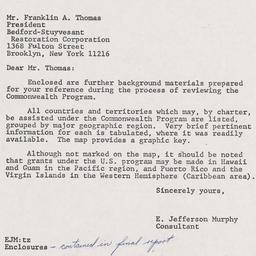 Mr. Franklin A. Thomas
President
Bedford-Stuyvesant
Restoration Corporation
1368 Fulton Street
Brooklyn, New York 11216
Dear Mr. Thomas:
Enclosed are further background materials prepared
for your reference during the process of reviewing the
Commonwealth Program.
All countries and territories which may, by charter,
be assisted under the Commonwealth Program are listed,
grouped by major geographic region. Very brief pertinent
information for each is tabulated, where it was readily
available. The map provides a graphic key.
Although not marked on the map, it should be noted
that grants under the U.S. program may be made in Hawaii
and Guam in the Pacific region, and Puerto Rico and the
Virgin Islands in the Western Hemisphere (Caribbean area).
Sincerely yours,
E. Jefferson Murphy
Consultant
EJM:tz
Enclosures - contained in final report